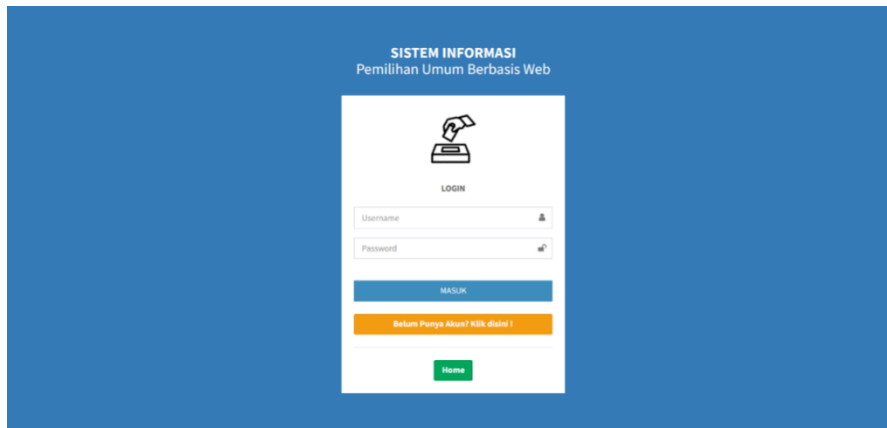 SISTEM INFORMASI
Pemilihan Umum Berbasis Web
LOGIN
Username
Password
MASUK
Belum Punya Akun? Klik disini !
Home